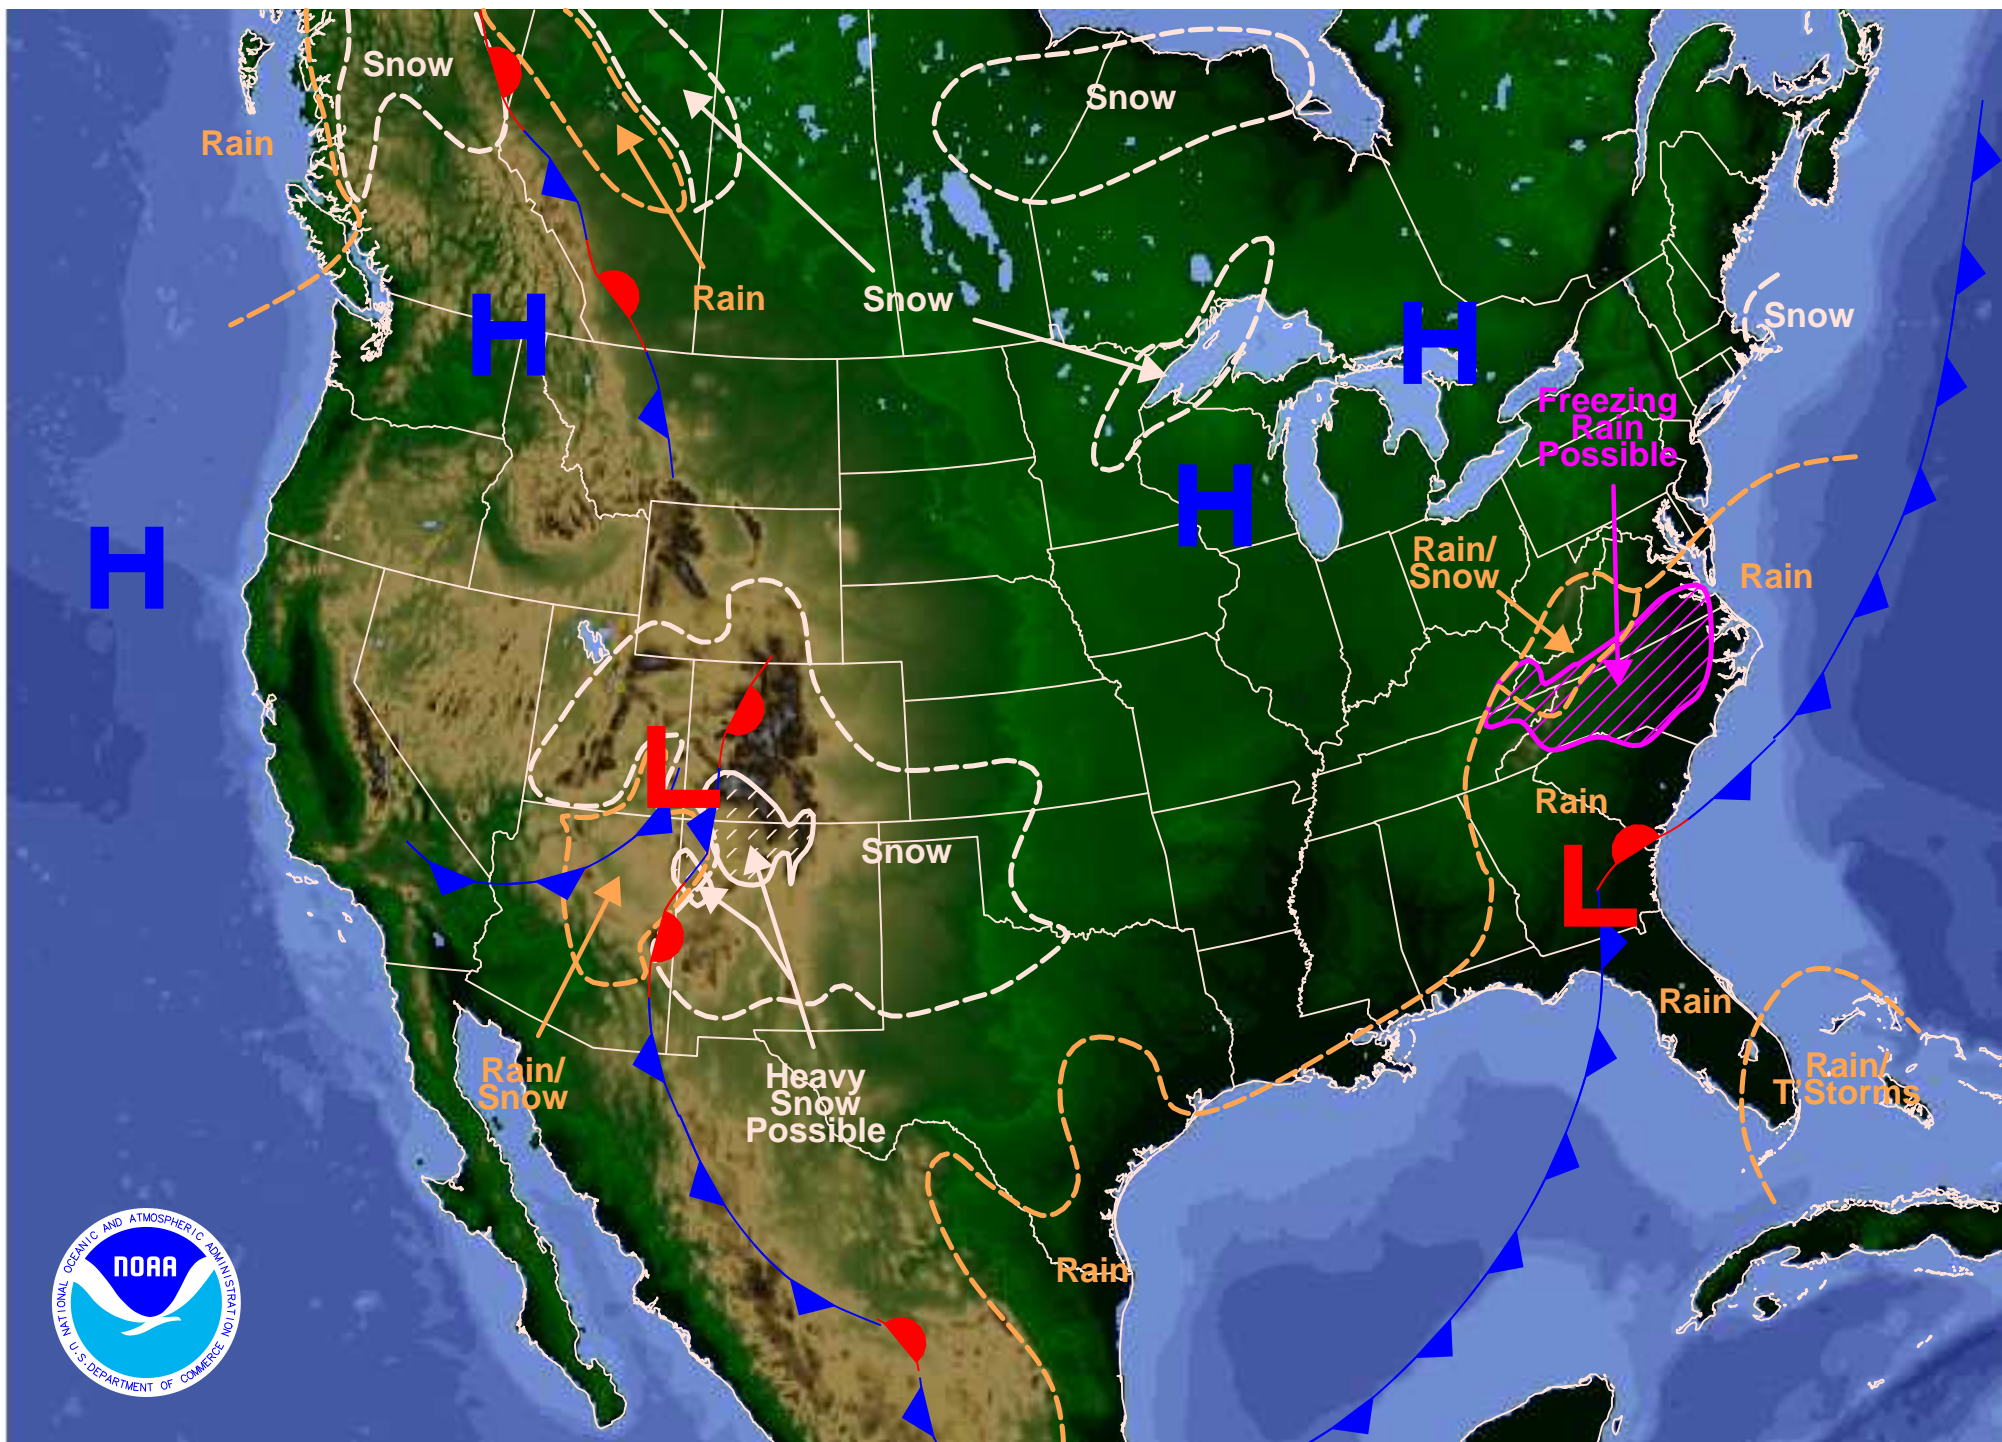 Snow
Snow
Rain
Rain
Snow
Snow
H
H
Freezing
Rain
Possible
H
H
Rain/
Snow
Rain
L
Snow
Rain
L
Rain
Rain/
T'Storms
Rain/
Snow
Heavy
Snow
Possible
Rain
NATIONAL OCEANIC AND ATMOSPHERIC ADMINISTRATION
NOAA
U.S. DEPARTMENT OF COMMERCE